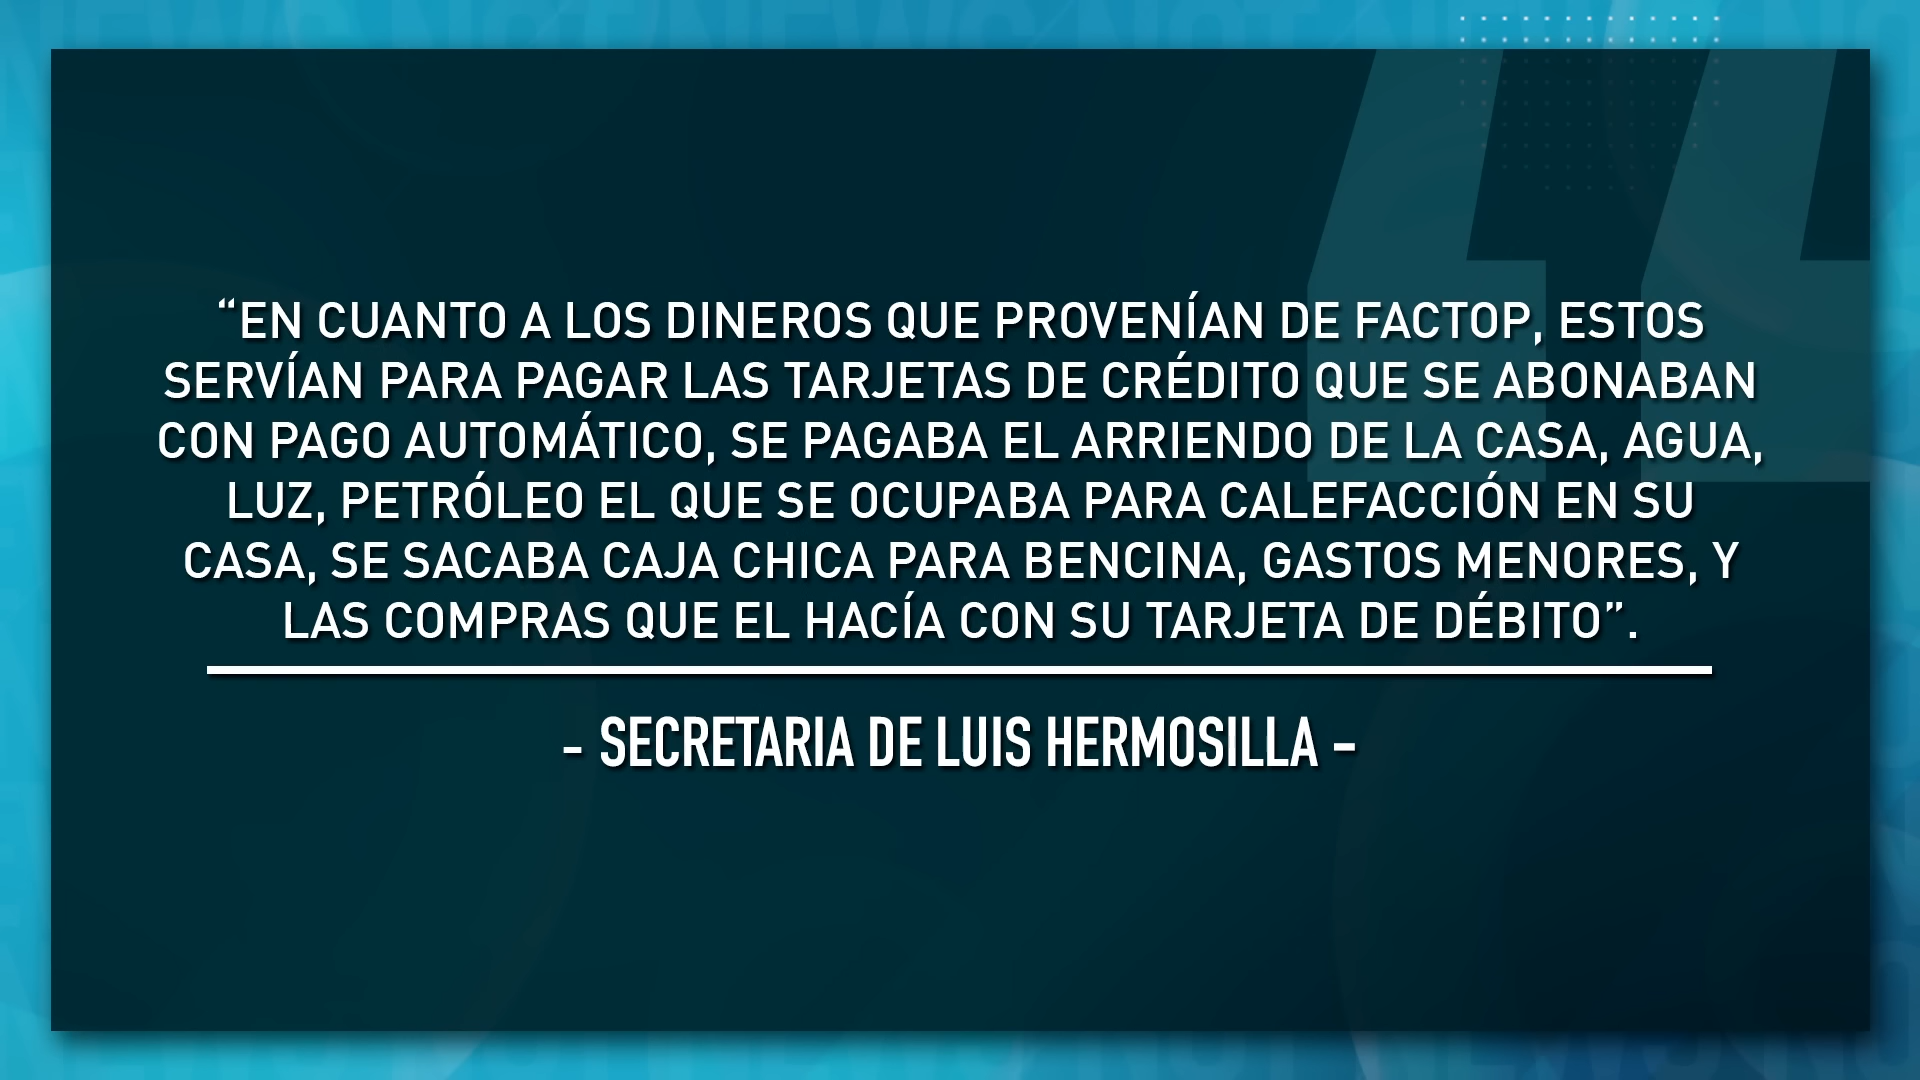 “EN CUANTO A LOS DINEROS QUE PROVENÍAN DE FACTOP, ESTOS
SERVÍAN PARA PAGAR LAS TARJETAS DE CRÉDITO QUE SE ABONABAN
CON PAGO AUTOMÁTICO, SE PAGABA EL ARRIENDO DE LA CASA, AGUA,
LUZ, PETRÓLEO EL QUE SE OCUPABA PARA CALEFACCIÓN EN SU
CASA, SE SACABA CAJA CHICA PARA BENCINA, GASTOS MENORES, Y
LAS COMPRAS QUE EL HACÍA CON SU TARJETA DE DÉBITO”.
- SECRETARIA DE LUIS HERMOSILLA -